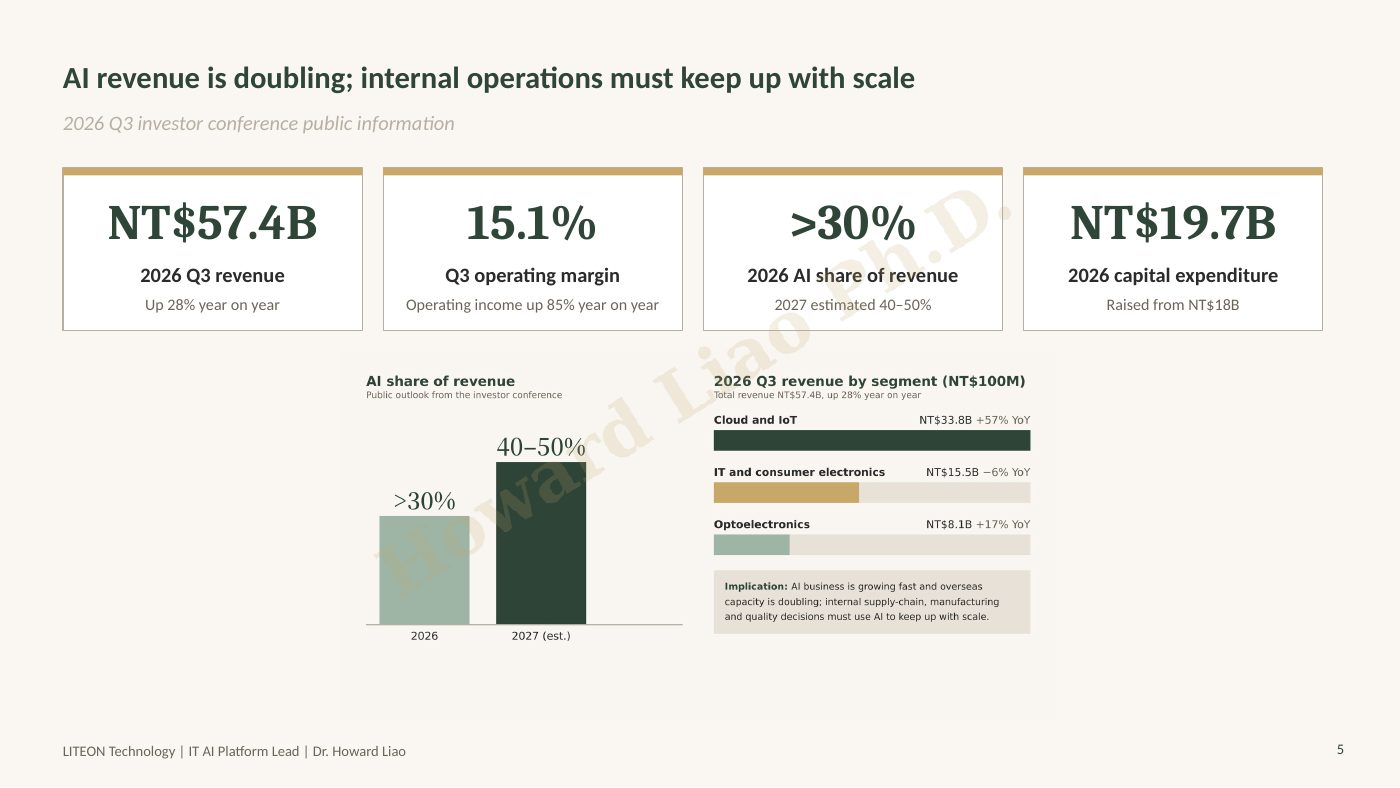 AI revenue is doubling; internal operations must keep up with scale
2026 Q3 investor conference public information
NT$57.4B
2026 Q3 revenue
Up 28% year on year
15.1%
Q3 operating margin
Operating income up 85% year on year
>30%
2026 AI share of revenue
2027 estimated 40–50%
NT$19.7B
2026 capital expenditure
Raised from NT$18B
Howard Liao Ph.D.
AI share of revenue
Public outlook from the investor conference
>30%
40–50%
2026
2027 (est.)
2026 Q3 revenue by segment (NT$100M)
Total revenue NT$57.4B, up 28% year on year
Cloud and IoT NT$33.8B +57% YoY
IT and consumer electronics NT$15.5B −6% YoY
Optoelectronics NT$8.1B +17% YoY
Implication: AI business is growing fast and overseas
capacity is doubling; internal supply-chain, manufacturing
and quality decisions must use AI to keep up with scale.
LITEON Technology | IT AI Platform Lead | Dr. Howard Liao
5